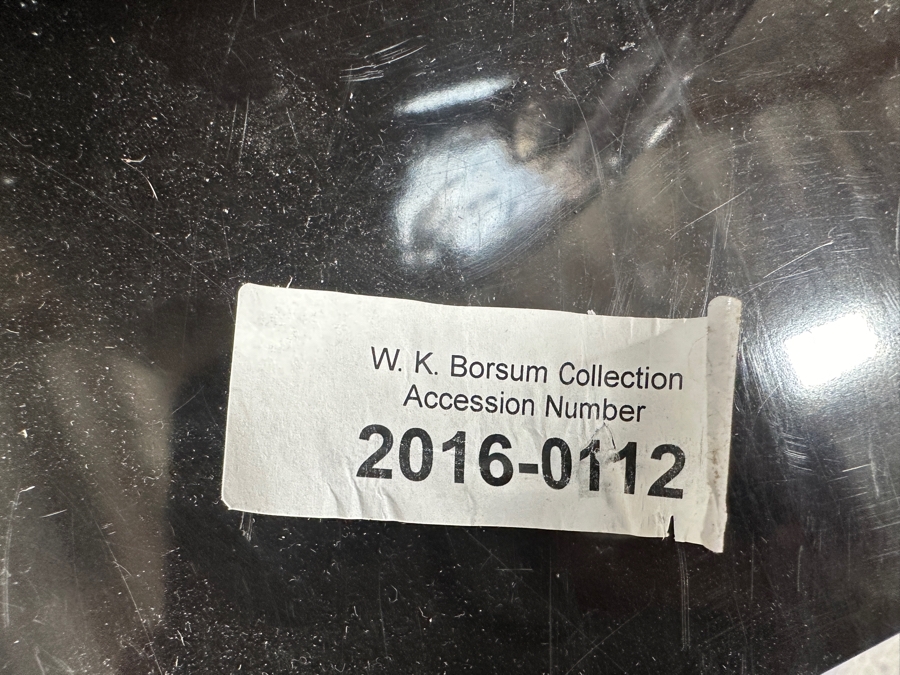 W. K. Borsum Collection
Accession Number
2016-0112